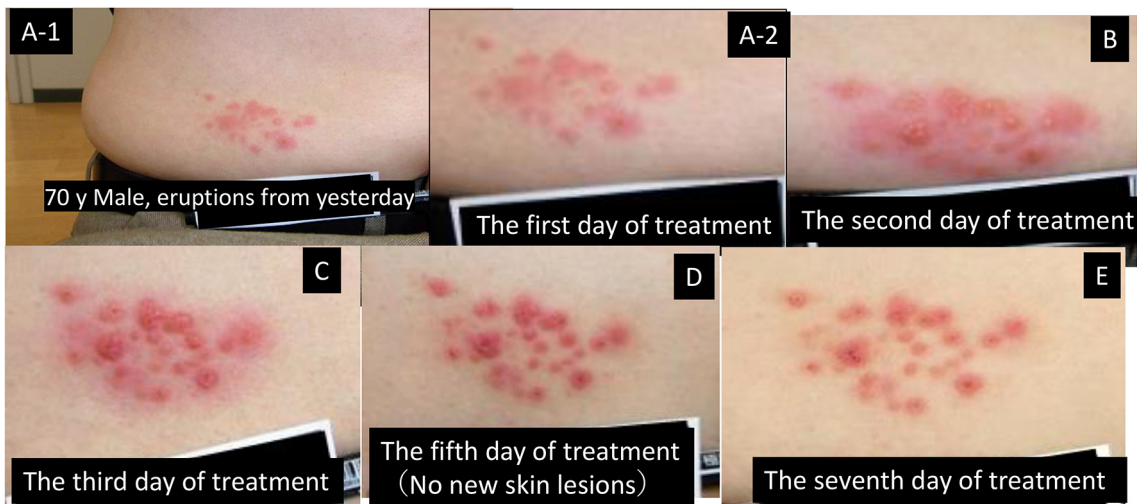 A-1
70 y Male, eruptions from yesterday
A-2
The first day of treatment
B
The second day of treatment
C
The third day of treatment
D
The fifth day of treatment
（No new skin lesions）
E
The seventh day of treatment